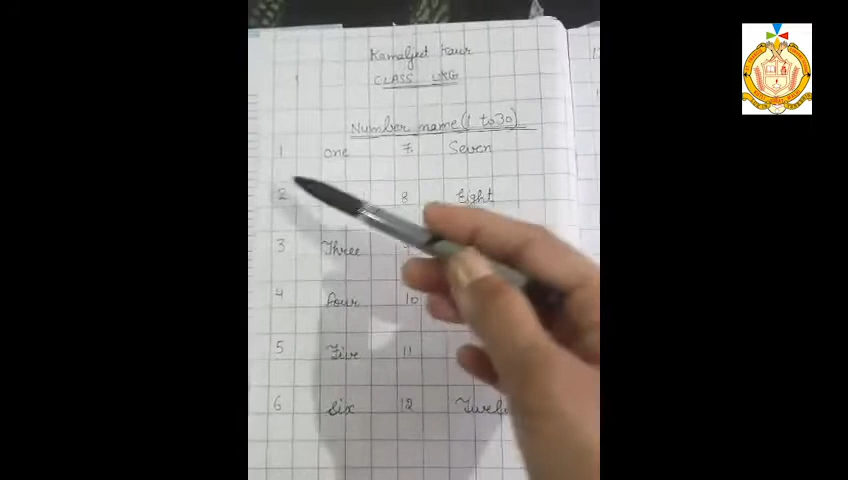 Kamaljeet Kaur
CLASS UKG
Number name (1 to 30)
1 one 7. Seven
2 8 Eight
3 Three
4 four 10
5 Five 11
6 Six 12